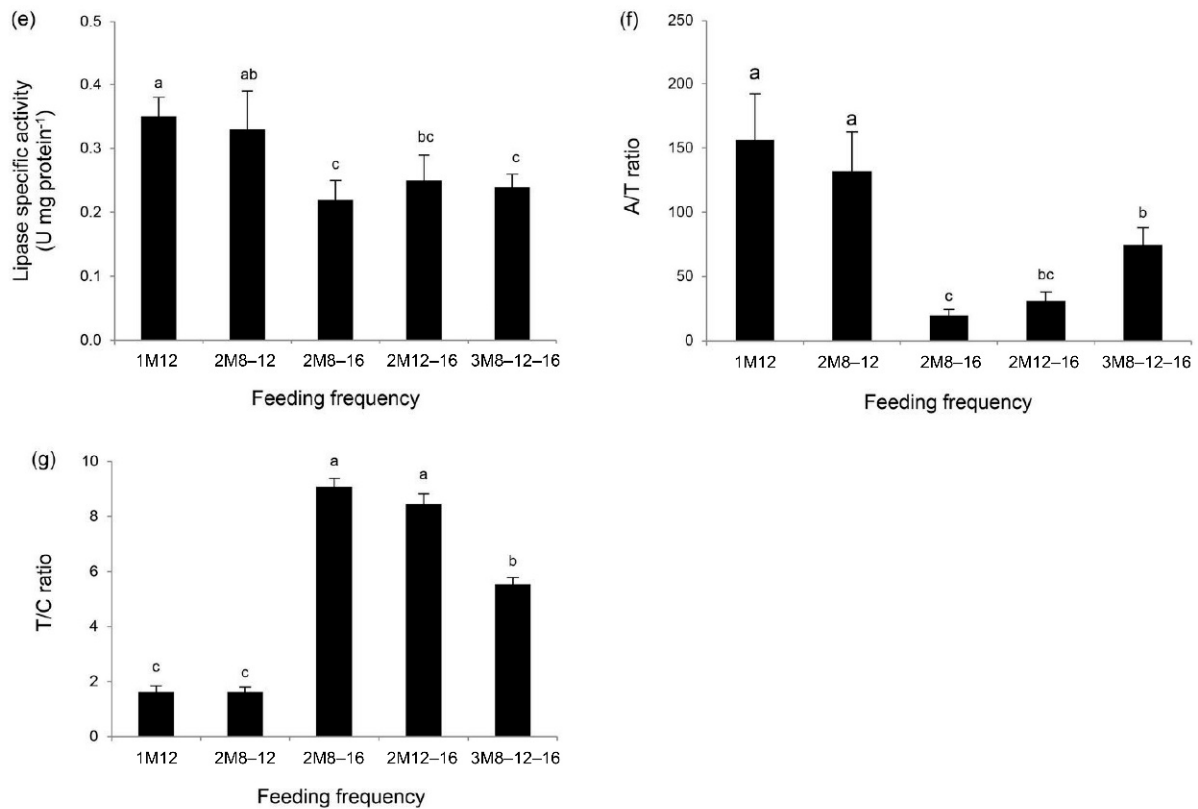 (e)
Lipase specific activity
(U mg protein⁻¹)
0.5
0.4
0.3
0.2
0.1
0.0
a
ab
c
bc
c
1M12 2M8–12 2M8–16 2M12–16 3M8–12–16
Feeding frequency
(f)
A/T ratio
250
200
150
100
50
0
a
a
c
bc
b
1M12 2M8–12 2M8–16 2M12–16 3M8–12–16
Feeding frequency
(g)
T/C ratio
10
8
6
4
2
0
c
c
a
a
b
1M12 2M8–12 2M8–16 2M12–16 3M8–12–16
Feeding frequency